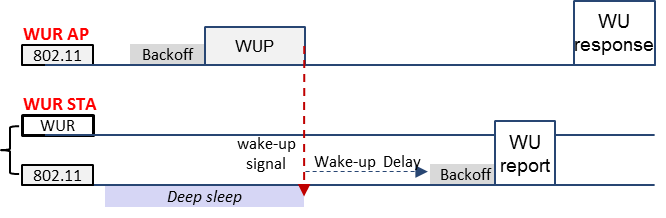 WUR AP
802.11
Backoff
WUP
WU
response
WUR STA
WUR
802.11
wake-up
signal
Wake-up Delay
Backoff
WU
report
Deep sleep